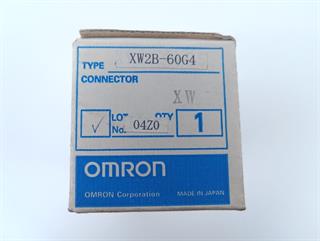 TYPE XW2B-60G4
CONNECTOR
XW
LOT QTY
No. 04Z0 1
OMRON
OMRON Corporation MADE IN JAPAN